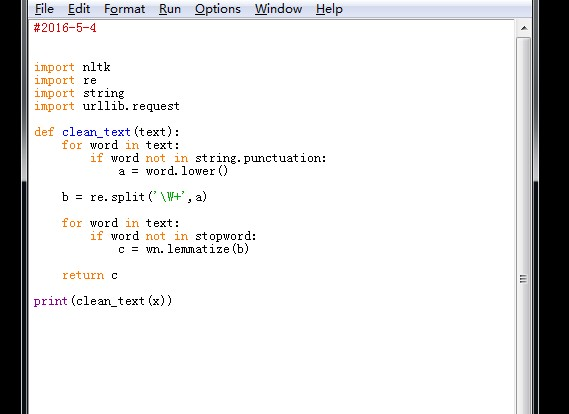 File Edit Format Run Options Window Help
#2016-5-4
import nltk
import re
import string
import urllib.request
def clean_text(text):
    for word in text:
        if word not in string.punctuation:
            a = word.lower()
    b = re.split('\W+',a)
    for word in text:
        if word not in stopword:
            c = wn.lemmatize(b)
    return c
print(clean_text(x))